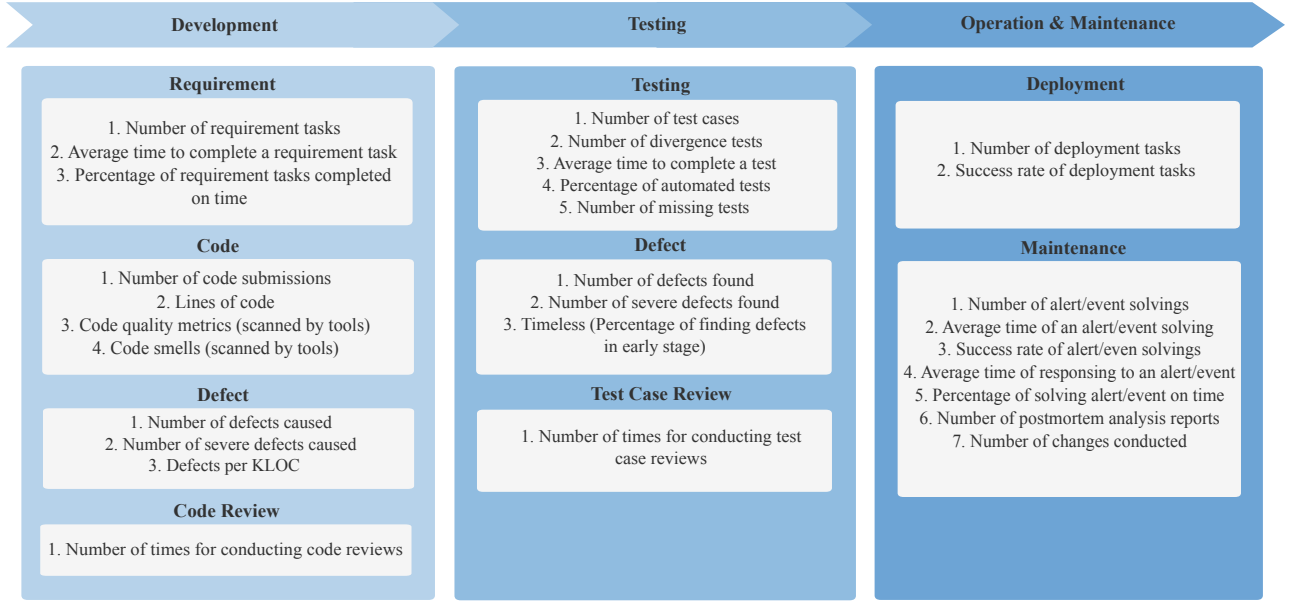 Development
Testing
Operation & Maintenance
Requirement
1. Number of requirement tasks
2. Average time to complete a requirement task
3. Percentage of requirement tasks completed
on time
Code
1. Number of code submissions
2. Lines of code
3. Code quality metrics (scanned by tools)
4. Code smells (scanned by tools)
Defect
1. Number of defects caused
2. Number of severe defects caused
3. Defects per KLOC
Code Review
1. Number of times for conducting code reviews
Testing
1. Number of test cases
2. Number of divergence tests
3. Average time to complete a test
4. Percentage of automated tests
5. Number of missing tests
Defect
1. Number of defects found
2. Number of severe defects found
3. Timeless (Percentage of finding defects
in early stage)
Test Case Review
1. Number of times for conducting test
case reviews
Deployment
1. Number of deployment tasks
2. Success rate of deployment tasks
Maintenance
1. Number of alert/event solvings
2. Average time of an alert/event solving
3. Success rate of alert/even solvings
4. Average time of responsing to an alert/event
5. Percentage of solving alert/event on time
6. Number of postmortem analysis reports
7. Number of changes conducted